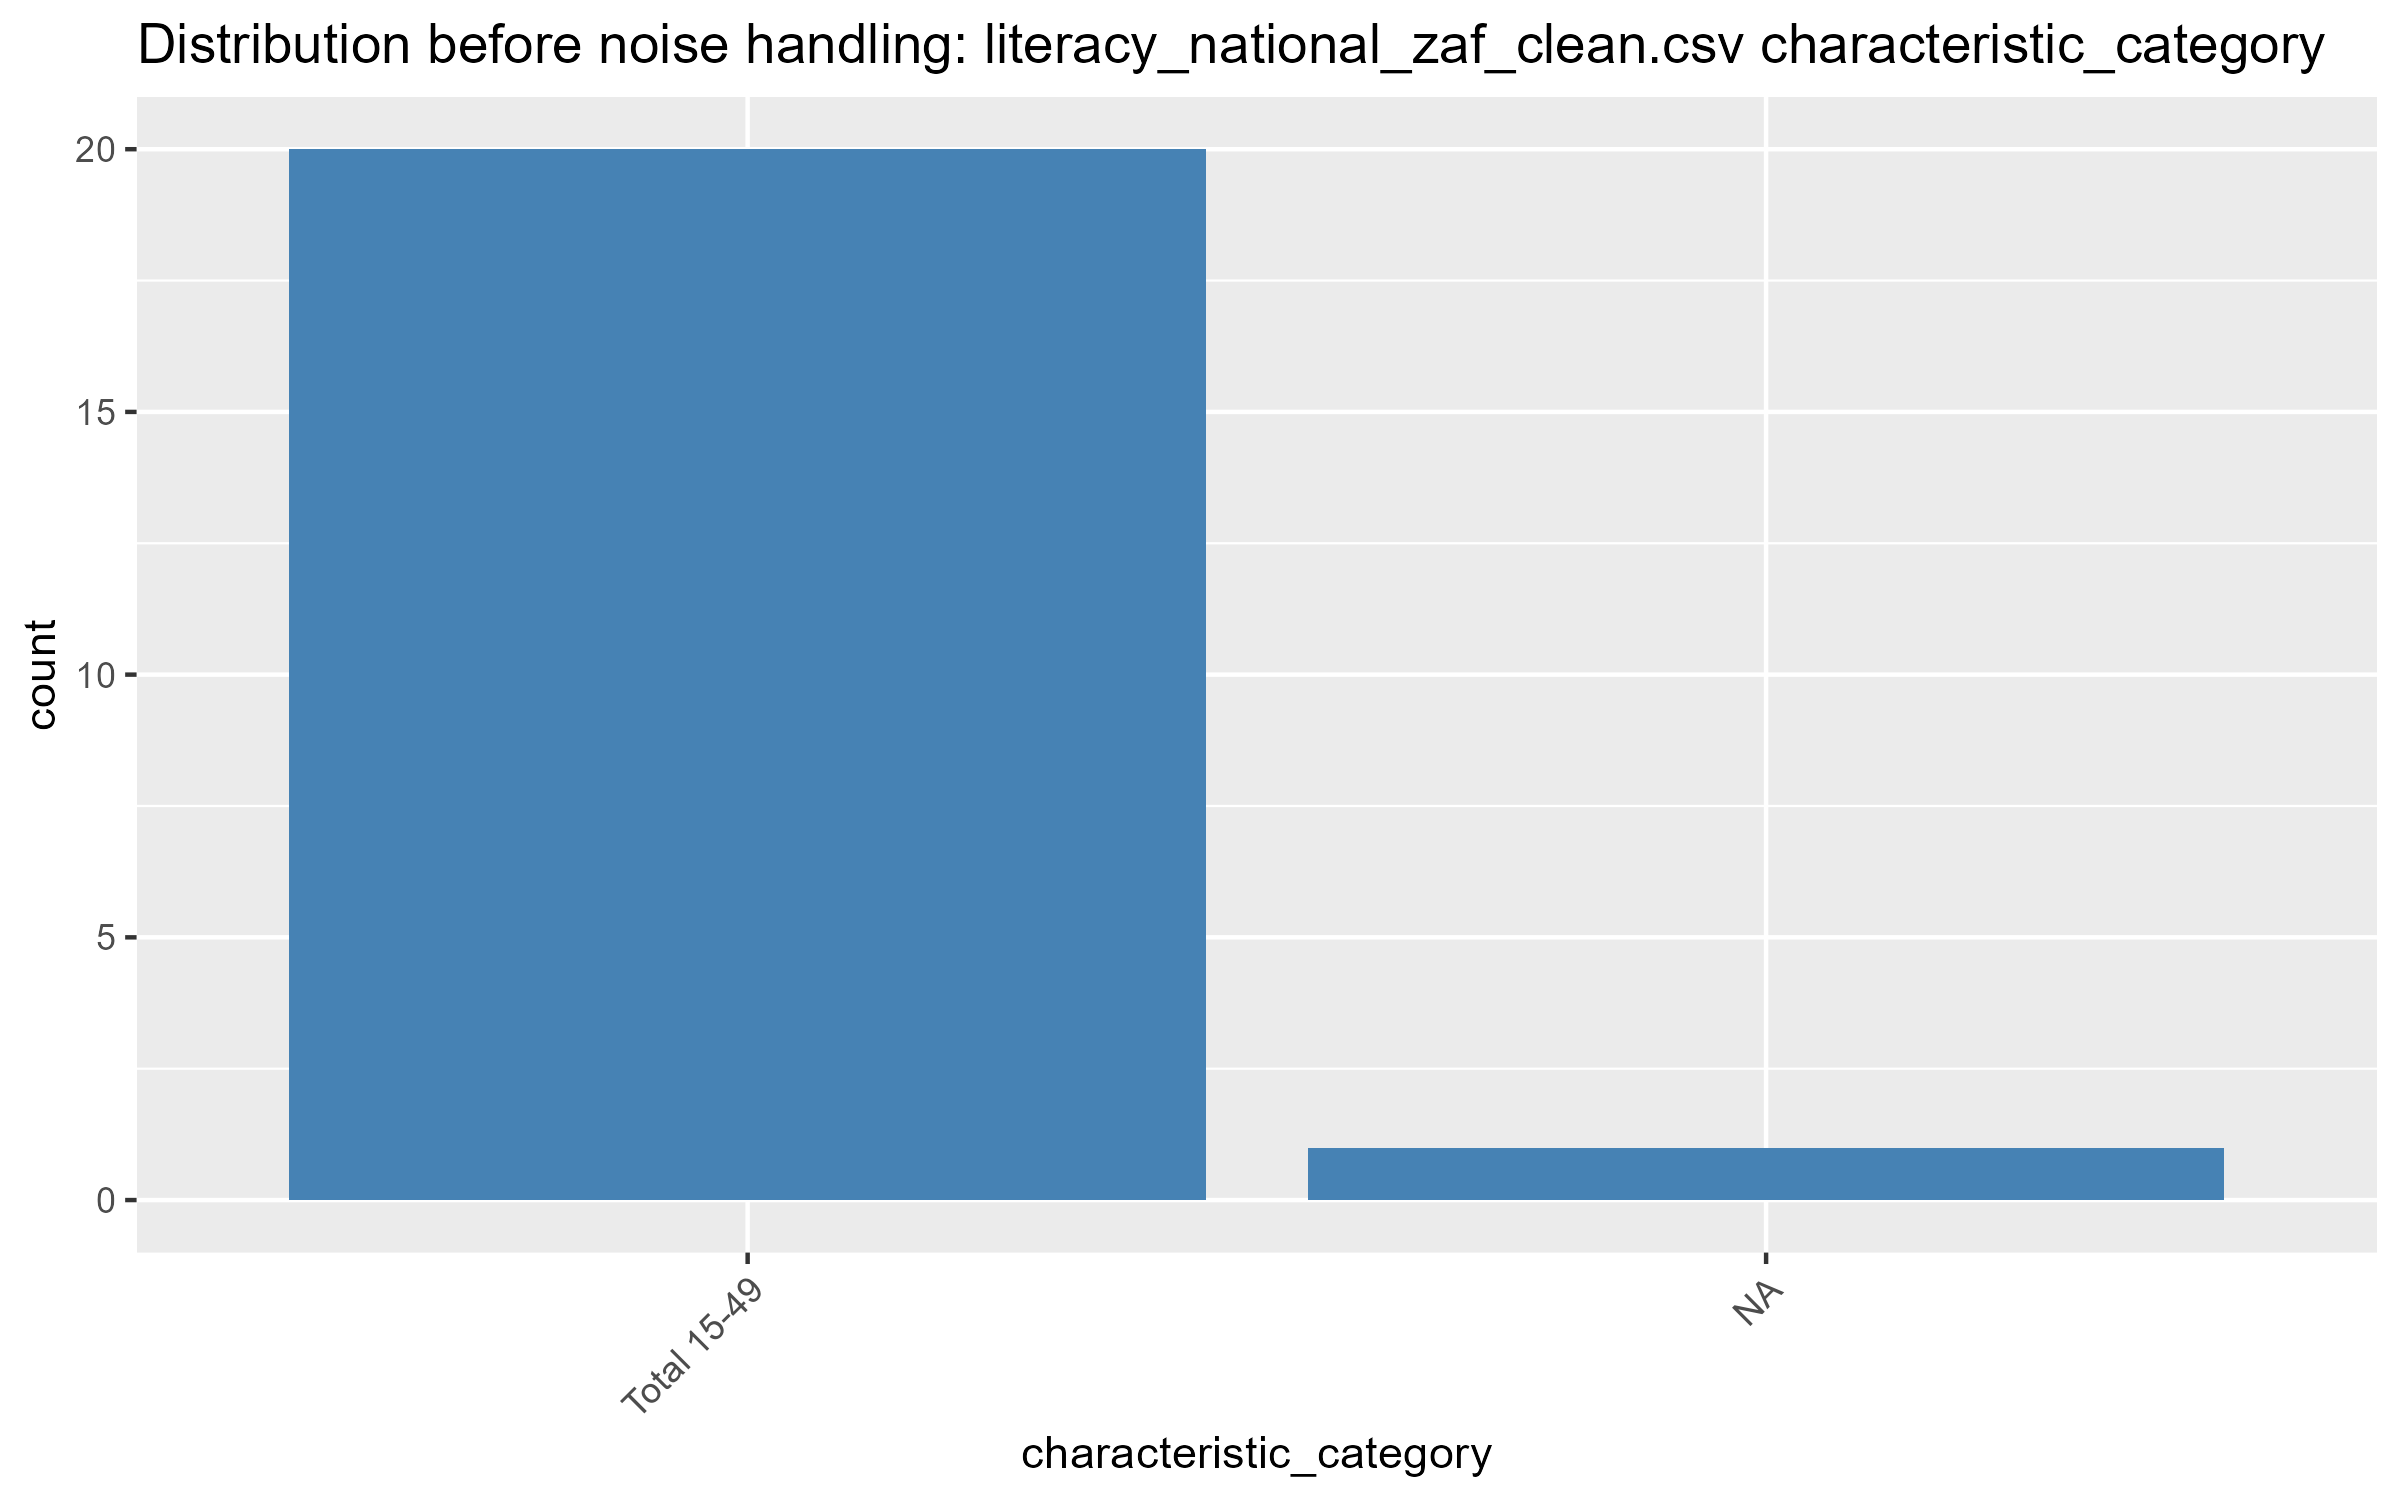 Distribution before noise handling: literacy_national_zaf_clean.csv characteristic_category
20
15
10
5
0
count
Total 15-49
NA
characteristic_category